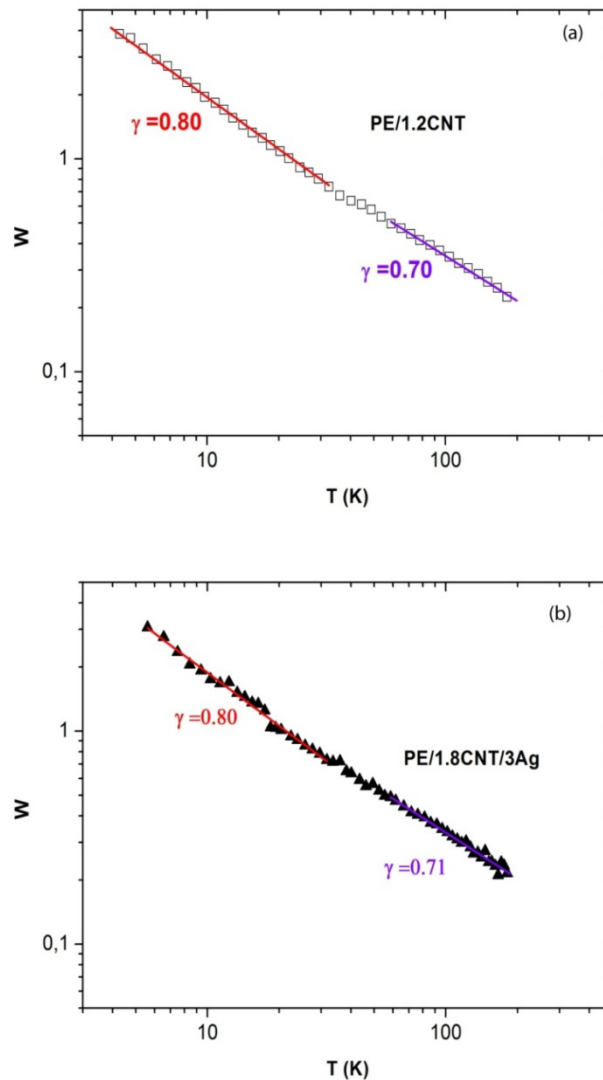 (a)
γ =0.80
PE/1.2CNT
1
W
γ =0.70
0,1
10
100
T (K)
(b)
1
γ =0.80
PE/1.8CNT/3Ag
W
γ =0.71
0,1
10
100
T (K)